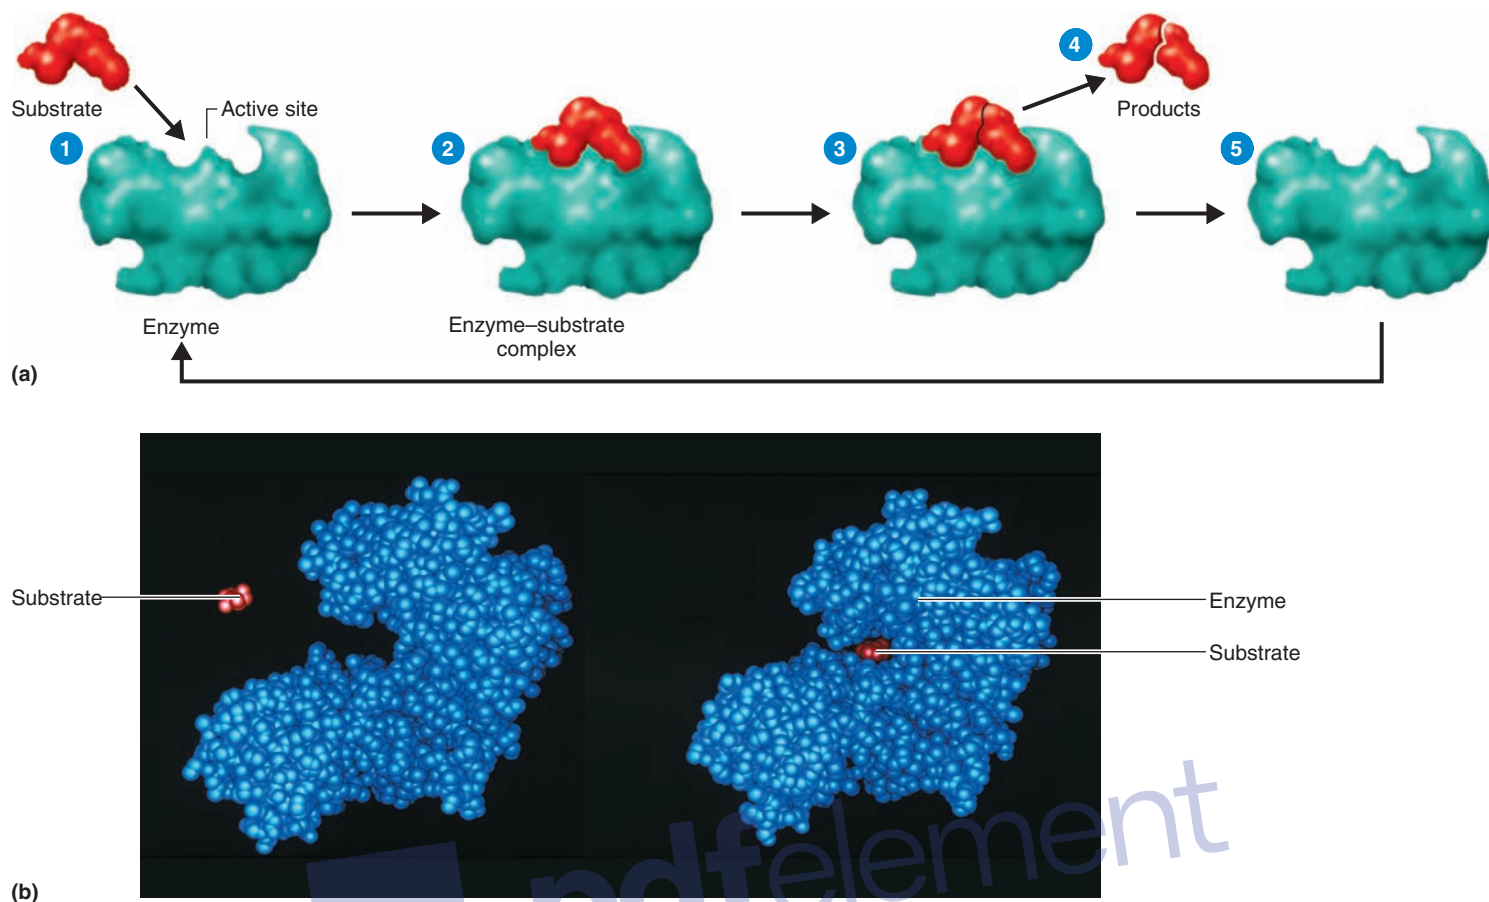 4
Substrate
Active site
Products
1
2
3
5
Enzyme
Enzyme–substrate
complex
(a)
Substrate
Enzyme
Substrate
pdfelement
(b)